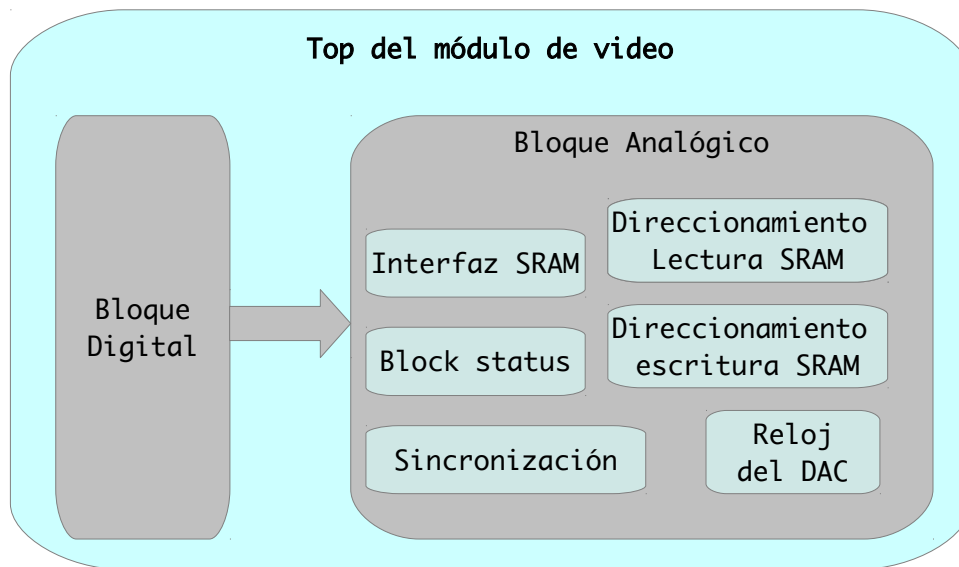 Top del módulo de video
Bloque
Digital
Bloque Analógico
Interfaz SRAM
Direccionamiento
Lectura SRAM
Block status
Direccionamiento
escritura SRAM
Sincronización
Reloj
del DAC